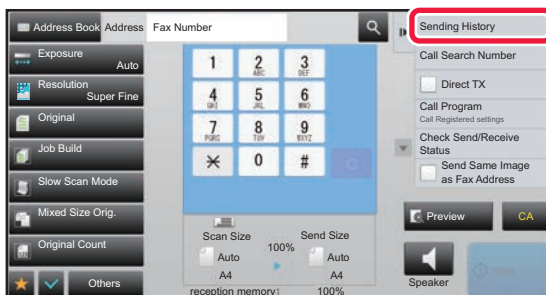 Address Book Address Fax Number
Sending History
Exposure
Auto
Resolution
Super Fine
Original
Job Build
Slow Scan Mode
Mixed Size Orig.
Original Count
Others
1
2 ABC
3 DEF
4 GHI
5 JKL
6 MNO
7 PQRS
8 TUV
9 WXYZ
0
#
Scan Size
100%
Send Size
Auto
Auto
A4
A4
reception memory:
100%
Call Search Number
Direct TX
Call Program
Call Registered settings
Check Send/Receive
Status
Send Same Image
as Fax Address
Preview
CA
Speaker
Start